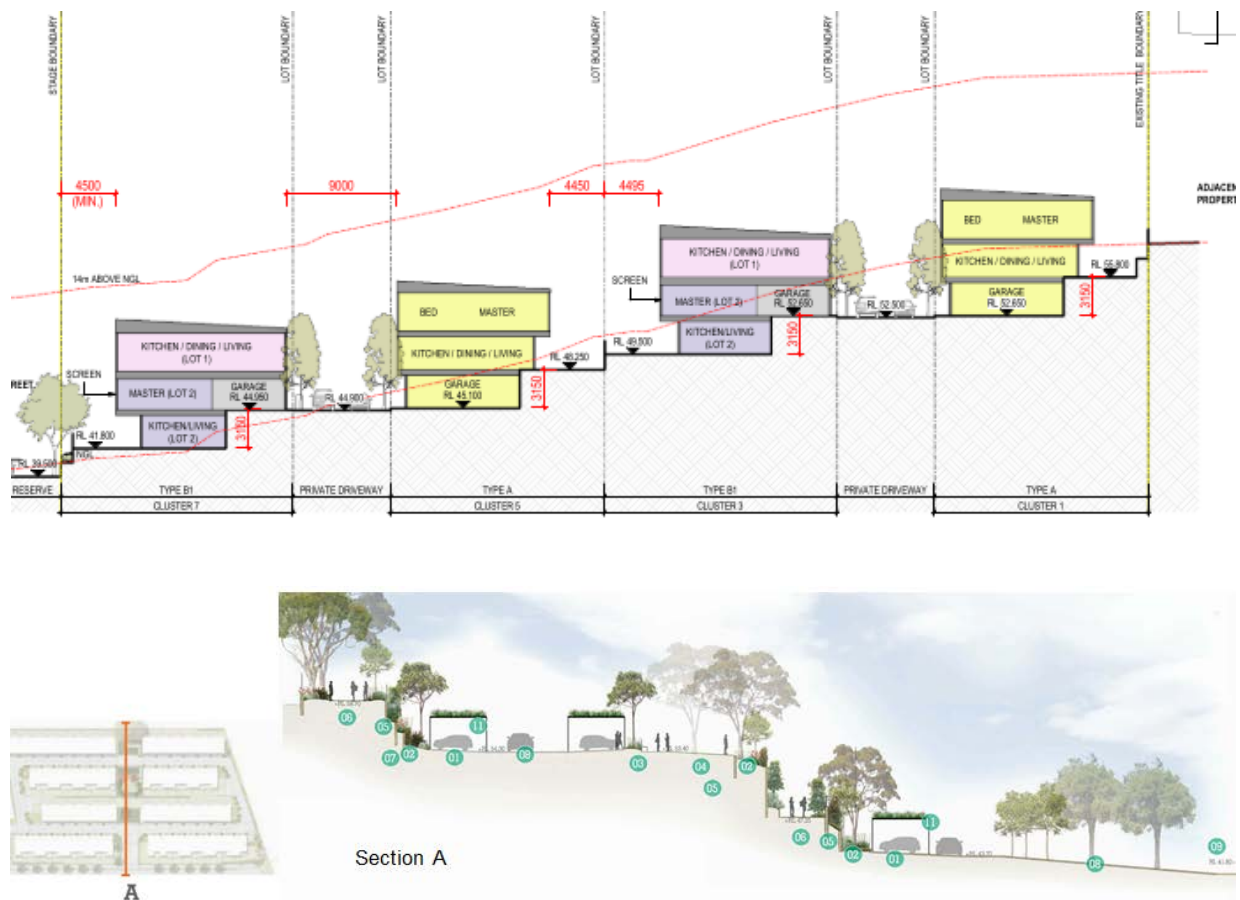 STAGE BOUNDARY
LOT BOUNDARY
LOT BOUNDARY
LOT BOUNDARY
LOT BOUNDARY
LOT BOUNDARY
EXISTING TITLE BOUNDARY
4500
(MIN.)
9000
4450
4495
ADJACEN
PROPERT
14m ABOVE NGL
BED MASTER
KITCHEN / DINING / LIVING
GARAGE
RL 52.650
RL 55.800
3150
KITCHEN / DINING / LIVING
(LOT 1)
SCREEN
MASTER (LOT 2)
GARAGE
RL 52.650
KITCHEN/LIVING
(LOT 2)
RL 49.500
3150
RL 52.500
BED MASTER
KITCHEN / DINING / LIVING
GARAGE
RL 45.100
RL 48.250
3150
KITCHEN / DINING / LIVING
(LOT 1)
REET
SCREEN
MASTER (LOT 2)
GARAGE
RL 44.950
KITCHEN/LIVING
(LOT 2)
RL 41.800
3150
RL 44.900
NGL
RL 39.500
RESERVE
TYPE B1
PRIVATE DRIVEWAY
TYPE A
TYPE B1
PRIVATE DRIVEWAY
TYPE A
CLUSTER 7
CLUSTER 5
CLUSTER 3
CLUSTER 1
06
05
07
02
01
11
08
03
04
05
02
06
05
02
01
11
08
09
Section A
A